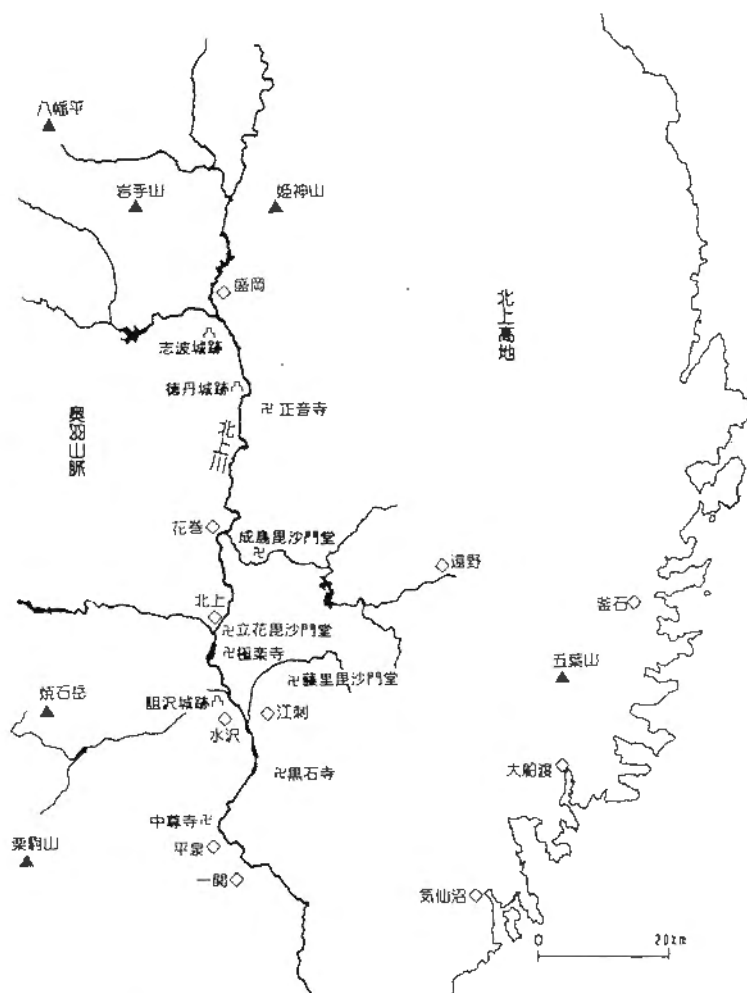 八幡平
岩手山
姫神山
盛岡
北上高地
志波城跡
徳丹城跡
正音寺
奥羽山脈
北上川
花巻
成島毘沙門堂
遠野
釜石
北上
卍立花毘沙門堂
卍極楽寺
卍藤里毘沙門堂
五葉山
焼石岳
胆沢城跡
江刺
水沢
大船渡
卍黒石寺
中尊寺卍
平泉
栗駒山
一関
気仙沼
0 20km